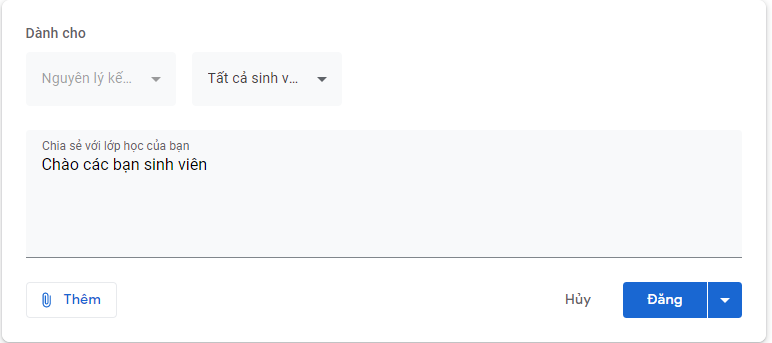 Dành cho
Nguyên lý kế...
Tất cả sinh v...
Chia sẻ với lớp học của bạn
Chào các bạn sinh viên
Thêm
Hủy
Đăng